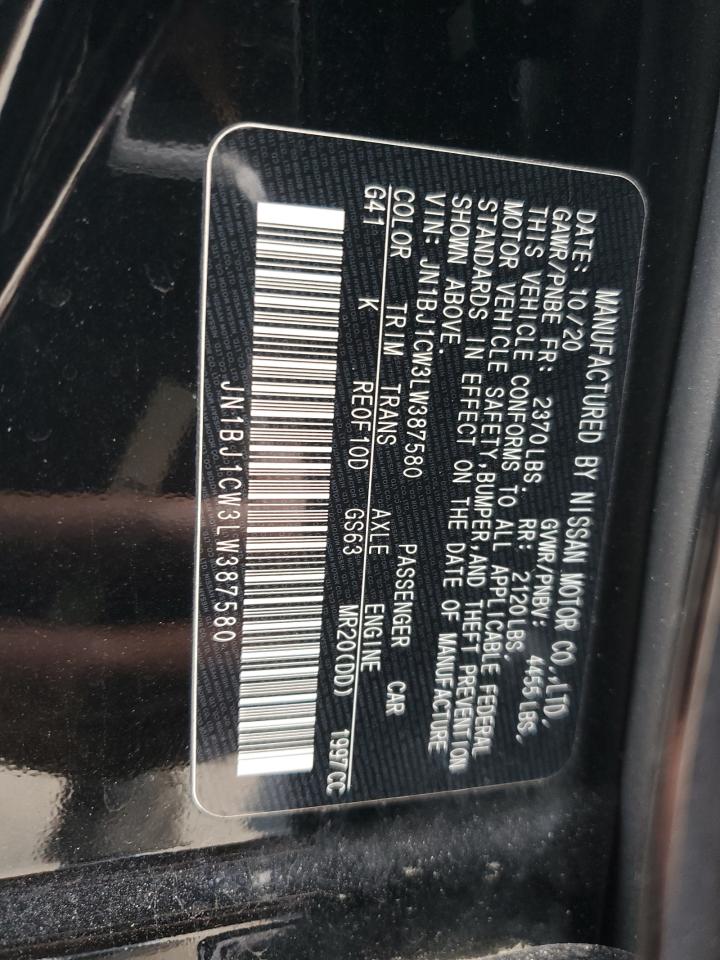 MANUFACTURED BY NISSAN MOTOR CO.,LTD.
DATE: 10/20 GVWR/PNBV: 4455 LBS,
GAWR/PNBE FR: 2370LBS. RR: 2120LBS,
THIS VEHICLE CONFORMS TO ALL APPLICABLE FEDERAL
MOTOR VEHICLE SAFETY,BUMPER,AND THEFT PREVENTION
STANDARDS IN EFFECT ON THE DATE OF MANUFACTURE
SHOWN ABOVE.
VIN: JN1BJ1CW3LW387580 PASSENGER CAR
COLOR TRIM TRANS AXLE ENGINE
G41 K RE0F10D GS63 MR20(DD) 1997CC
JN1BJ1CW3LW387580